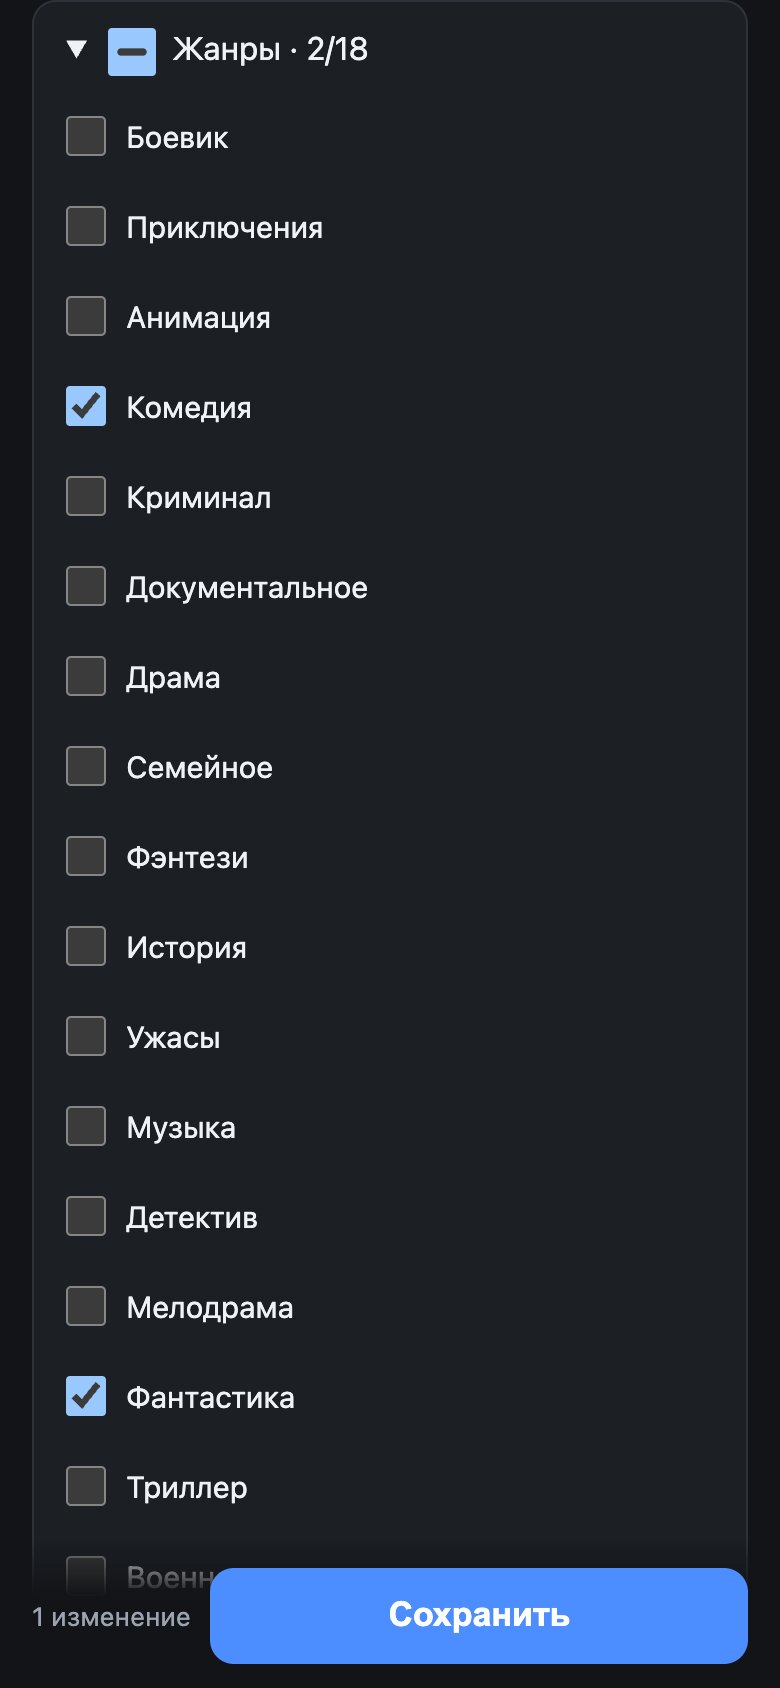 Жанры · 2/18
Боевик
Приключения
Анимация
Комедия
Криминал
Документальное
Драма
Семейное
Фэнтези
История
Ужасы
Музыка
Детектив
Мелодрама
Фантастика
Триллер
1 изменение
Сохранить